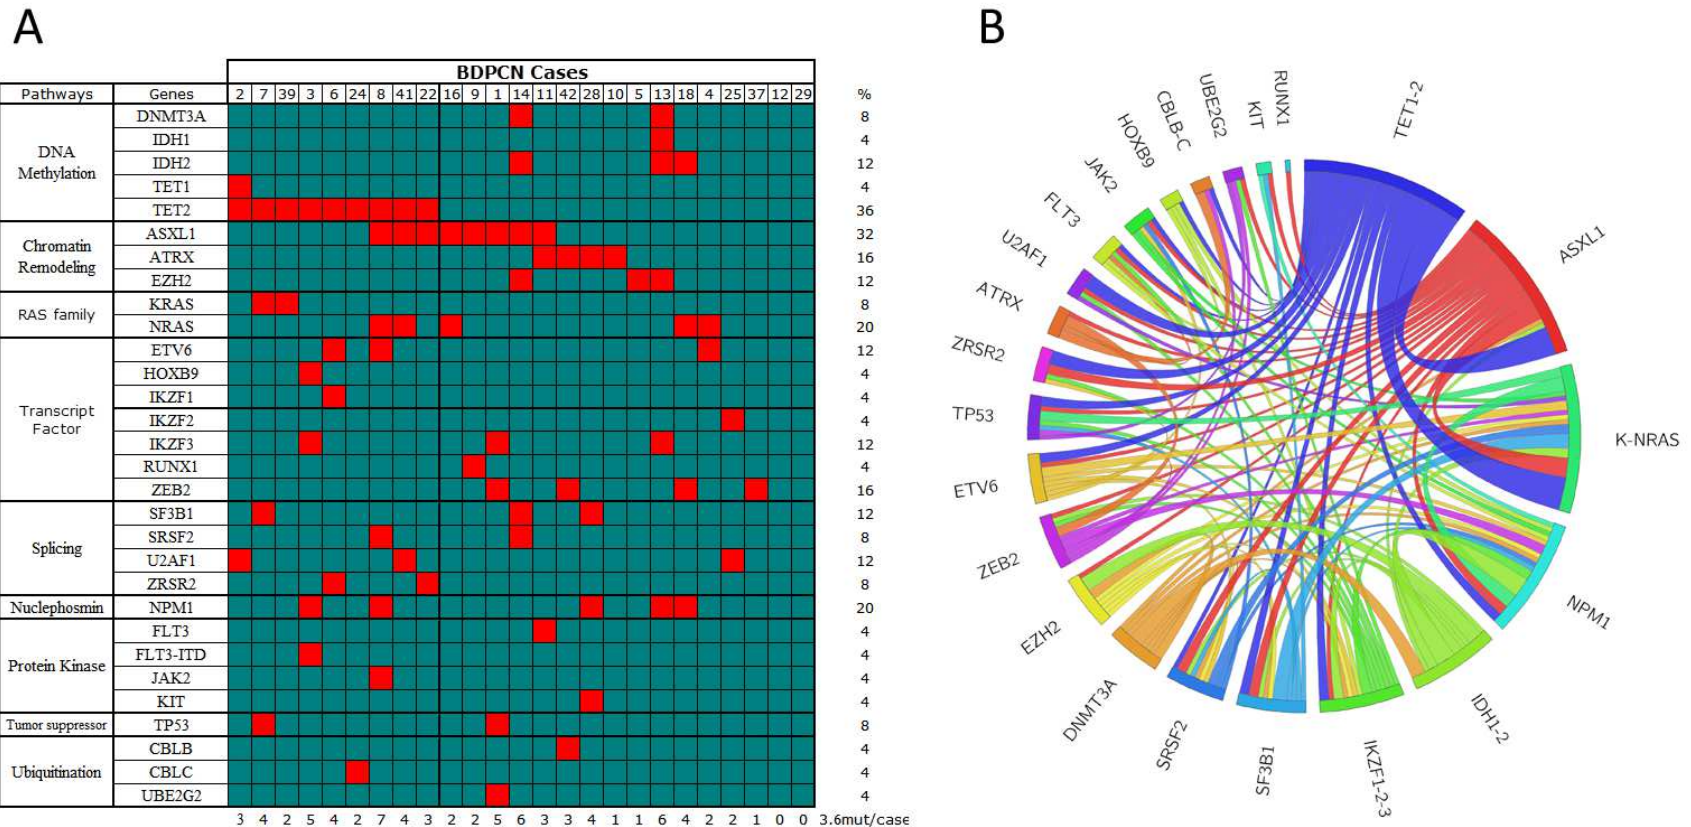 A
B
BDPCN Cases
Pathways Genes 2 7 39 3 6 24 8 41 22 16 9 1 14 11 42 28 10 5 13 18 4 25 37 12 29 %
DNA Methylation
DNMT3A 8
IDH1 4
IDH2 12
TET1 4
TET2 36
Chromatin Remodeling
ASXL1 32
ATRX 16
EZH2 12
RAS family
KRAS 8
NRAS 20
Transcript Factor
ETV6 12
HOXB9 4
IKZF1 4
IKZF2 4
IKZF3 12
RUNX1 4
ZEB2 16
Splicing
SF3B1 12
SRSF2 8
U2AF1 12
ZRSR2 8
Nuclephosmin NPM1 20
Protein Kinase
FLT3 4
FLT3-ITD 4
JAK2 4
KIT 4
Tumor suppressor TP53 8
Ubiquitination
CBLB 4
CBLC 4
UBE2G2 4
3 4 2 5 4 2 7 4 3 2 2 5 6 3 3 4 1 1 6 4 2 2 1 0 0 3.6mut/case
TET1-2
ASXL1
K-NRAS
NPM1
IDH1-2
IKZF1-2-3
SF3B1
SRSF2
DNMT3A
EZH2
ZEB2
ETV6
TP53
ZRSR2
ATRX
U2AF1
FLT3
JAK2
HOXB9
CBLB-C
UBE2G2
KIT
RUNX1